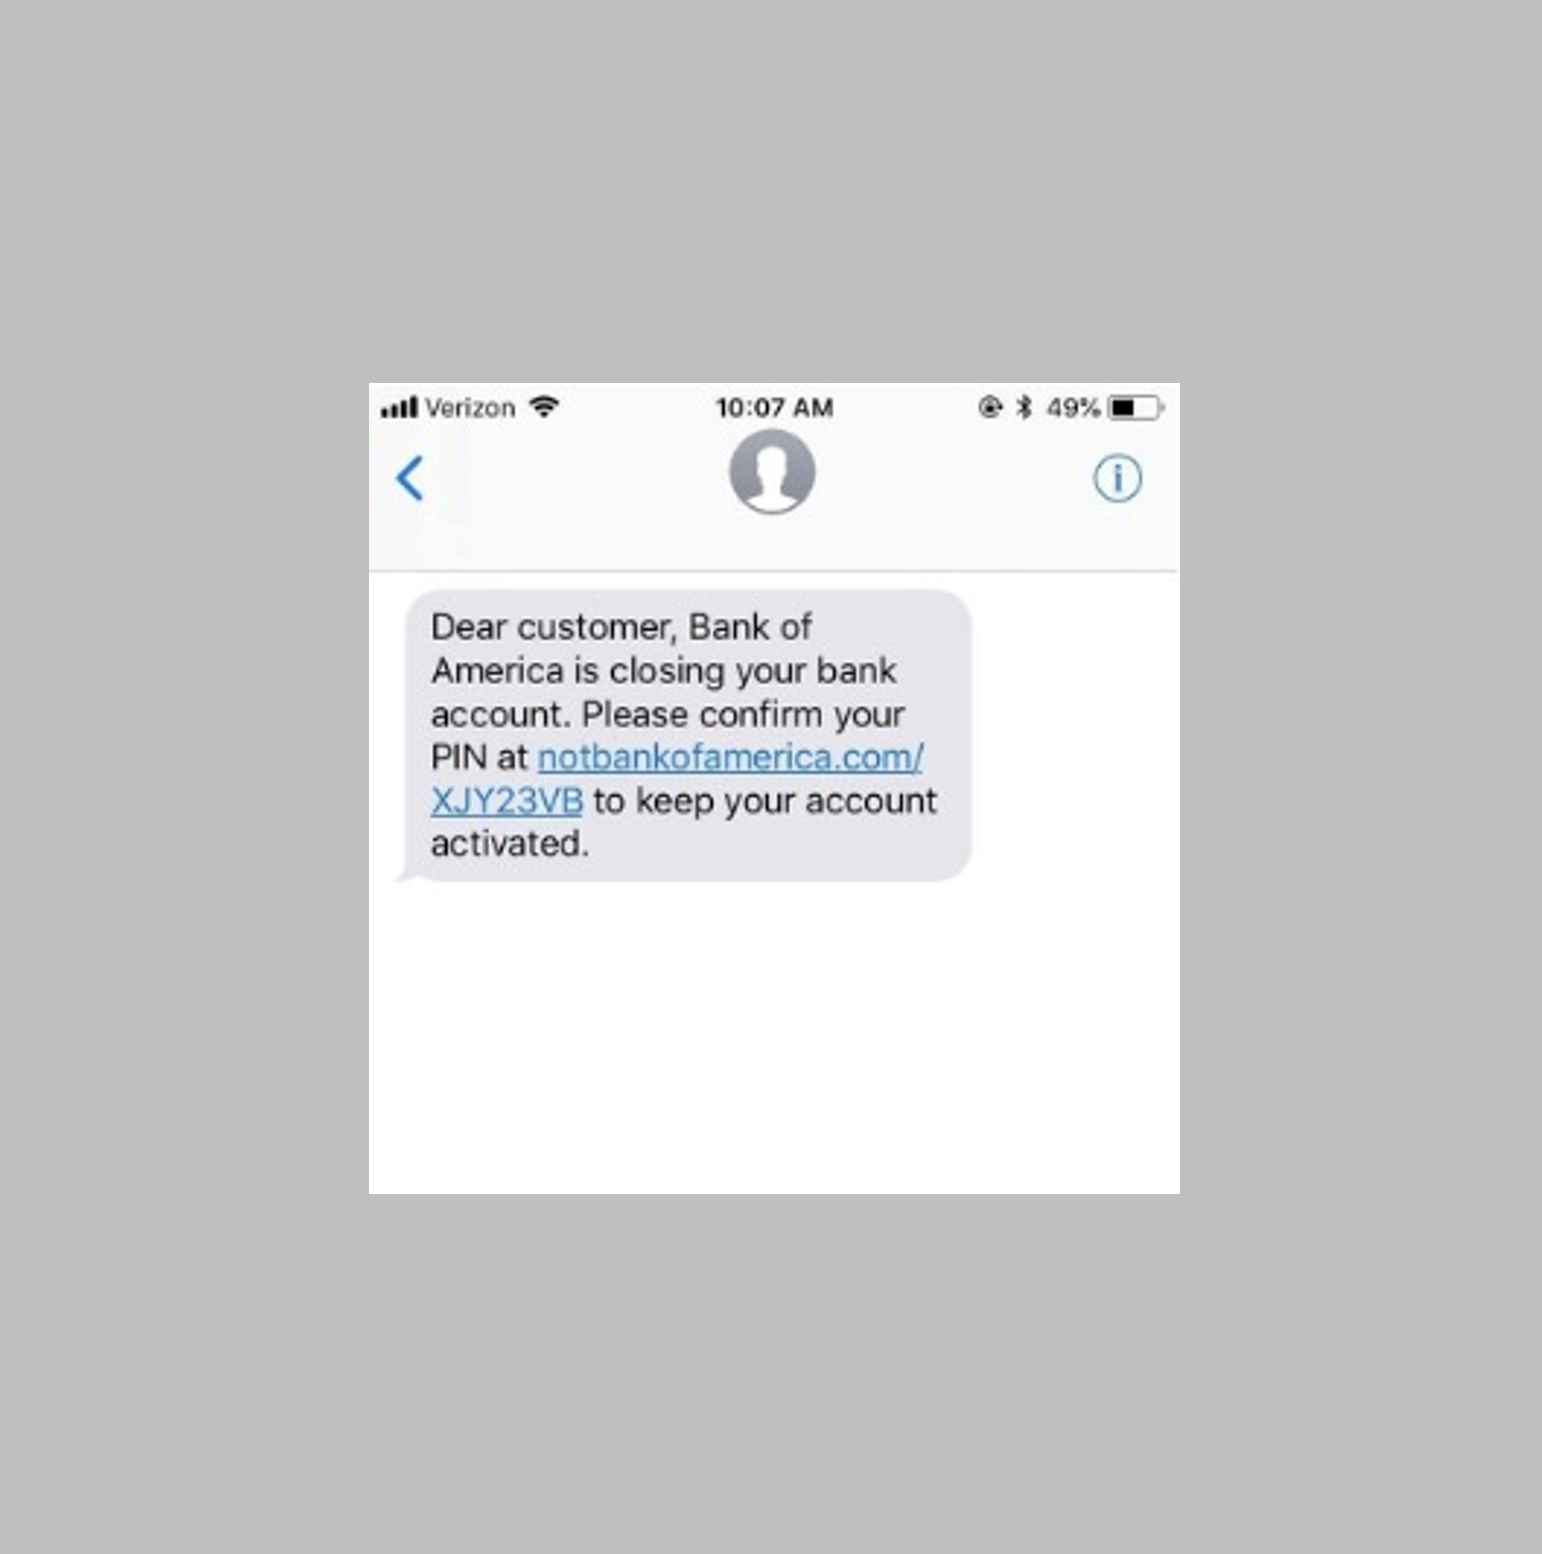 Verizon 10:07 AM 49%
Dear customer, Bank of
America is closing your bank
account. Please confirm your
PIN at notbankofamerica.com/
XJY23VB to keep your account
activated.